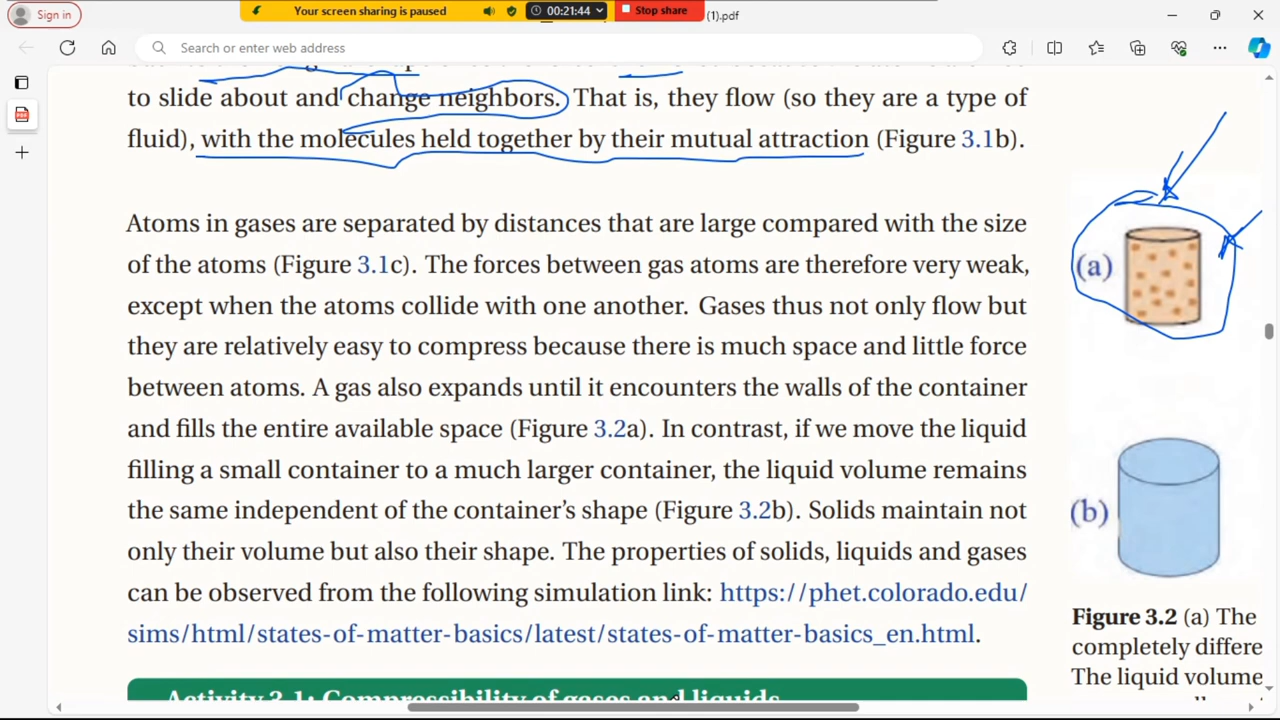 Sign in
Your screen sharing is paused
00:21:44
Stop share
(1).pdf
Search or enter web address
to slide about and change neighbors. That is, they flow (so they are a type of
fluid), with the molecules held together by their mutual attraction (Figure 3.1b).
Atoms in gases are separated by distances that are large compared with the size
of the atoms (Figure 3.1c). The forces between gas atoms are therefore very weak,
except when the atoms collide with one another. Gases thus not only flow but
they are relatively easy to compress because there is much space and little force
between atoms. A gas also expands until it encounters the walls of the container
and fills the entire available space (Figure 3.2a). In contrast, if we move the liquid
filling a small container to a much larger container, the liquid volume remains
the same independent of the container's shape (Figure 3.2b). Solids maintain not
only their volume but also their shape. The properties of solids, liquids and gases
can be observed from the following simulation link: https://phet.colorado.edu/
sims/html/states-of-matter-basics/latest/states-of-matter-basics_en.html.
Activity 3.1: Compressibility of gases and liquids
(a)
(b)
Figure 3.2 (a) The
completely differe
The liquid volume